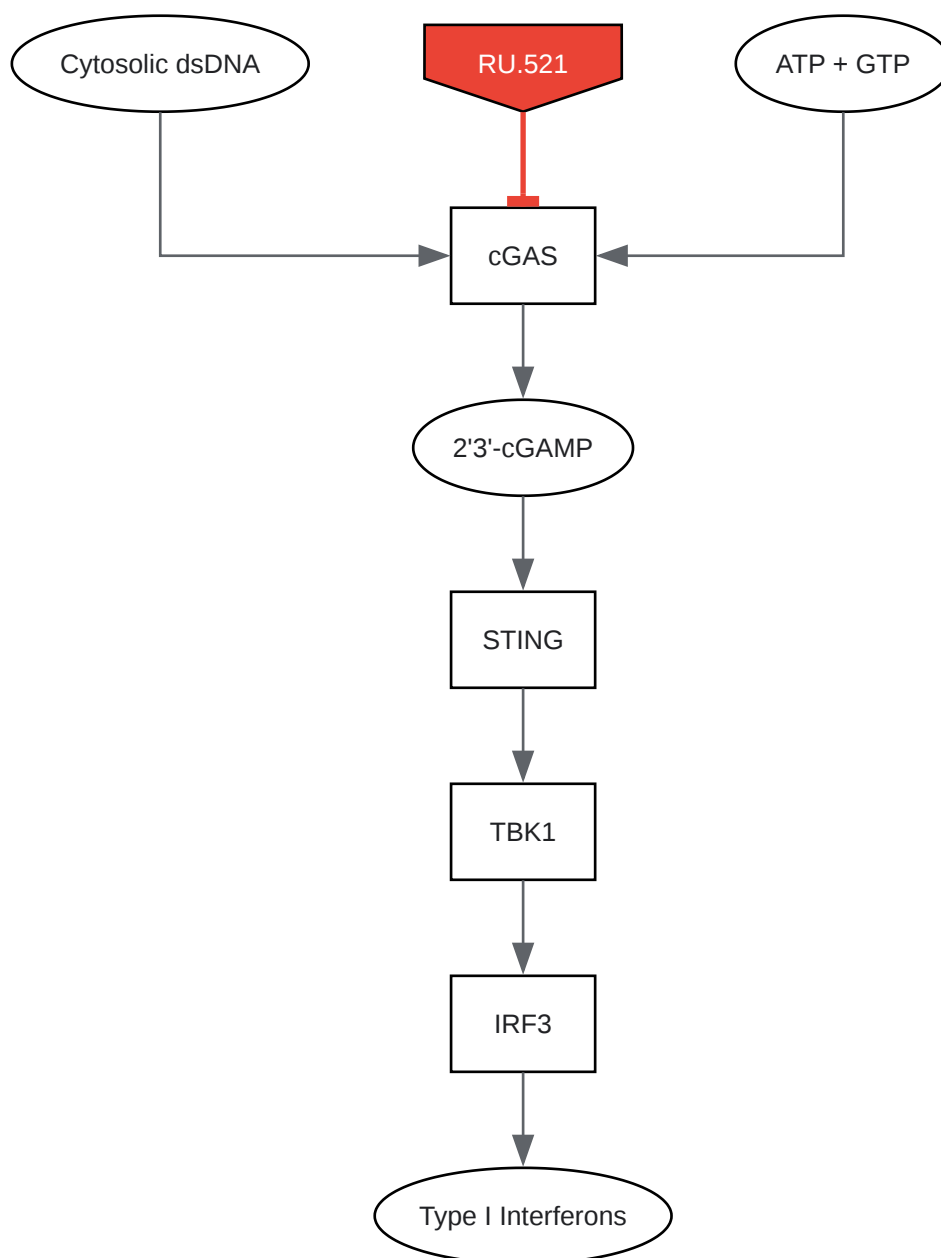 Cytosolic dsDNA
RU.521
ATP + GTP
cGAS
2'3'-cGAMP
STING
TBK1
IRF3
Type I Interferons